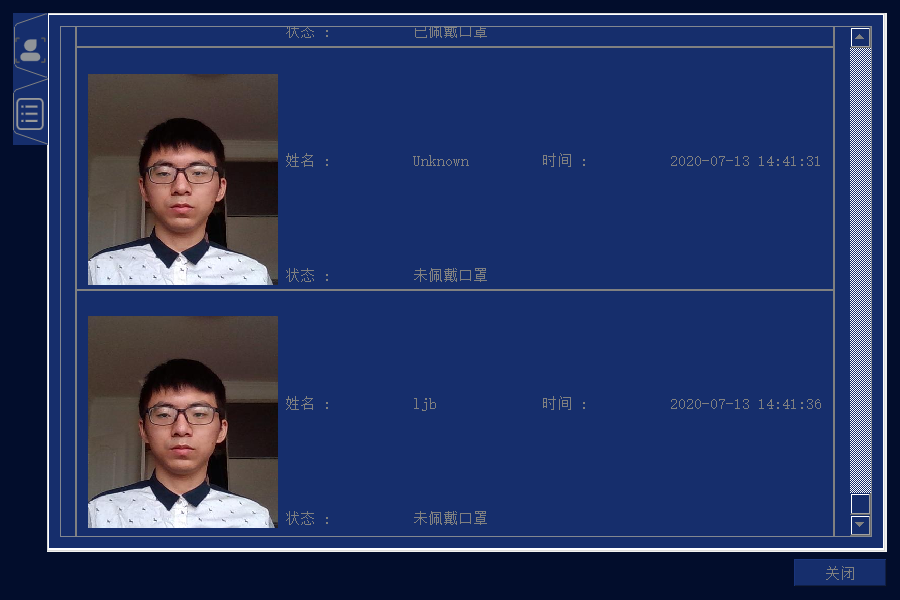 状态 : 已佩戴口罩
姓名 : Unknown 时间 : 2020-07-13 14:41:31
状态 : 未佩戴口罩
姓名 : ljb 时间 : 2020-07-13 14:41:36
状态 : 未佩戴口罩
关闭